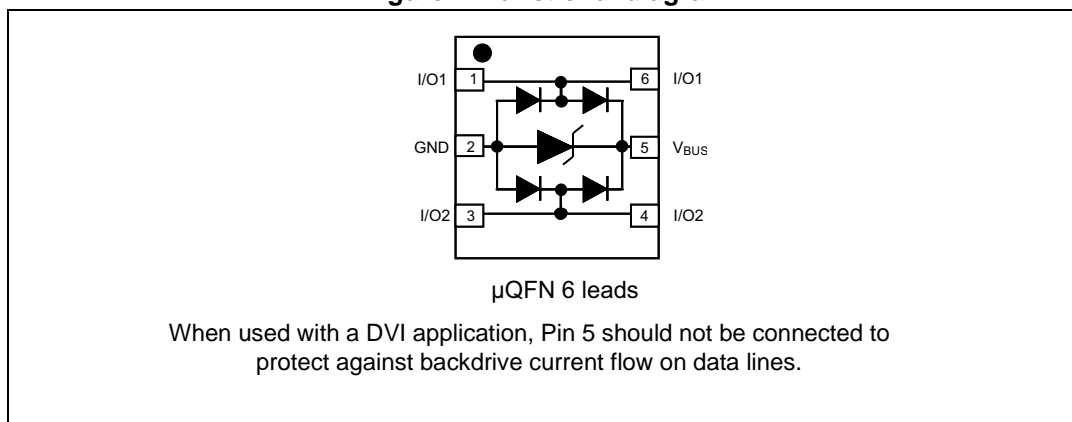 I/O1 1 6 I/O1
GND 2 5 VBUS
I/O2 3 4 I/O2
µQFN 6 leads
When used with a DVI application, Pin 5 should not be connected to
protect against backdrive current flow on data lines.